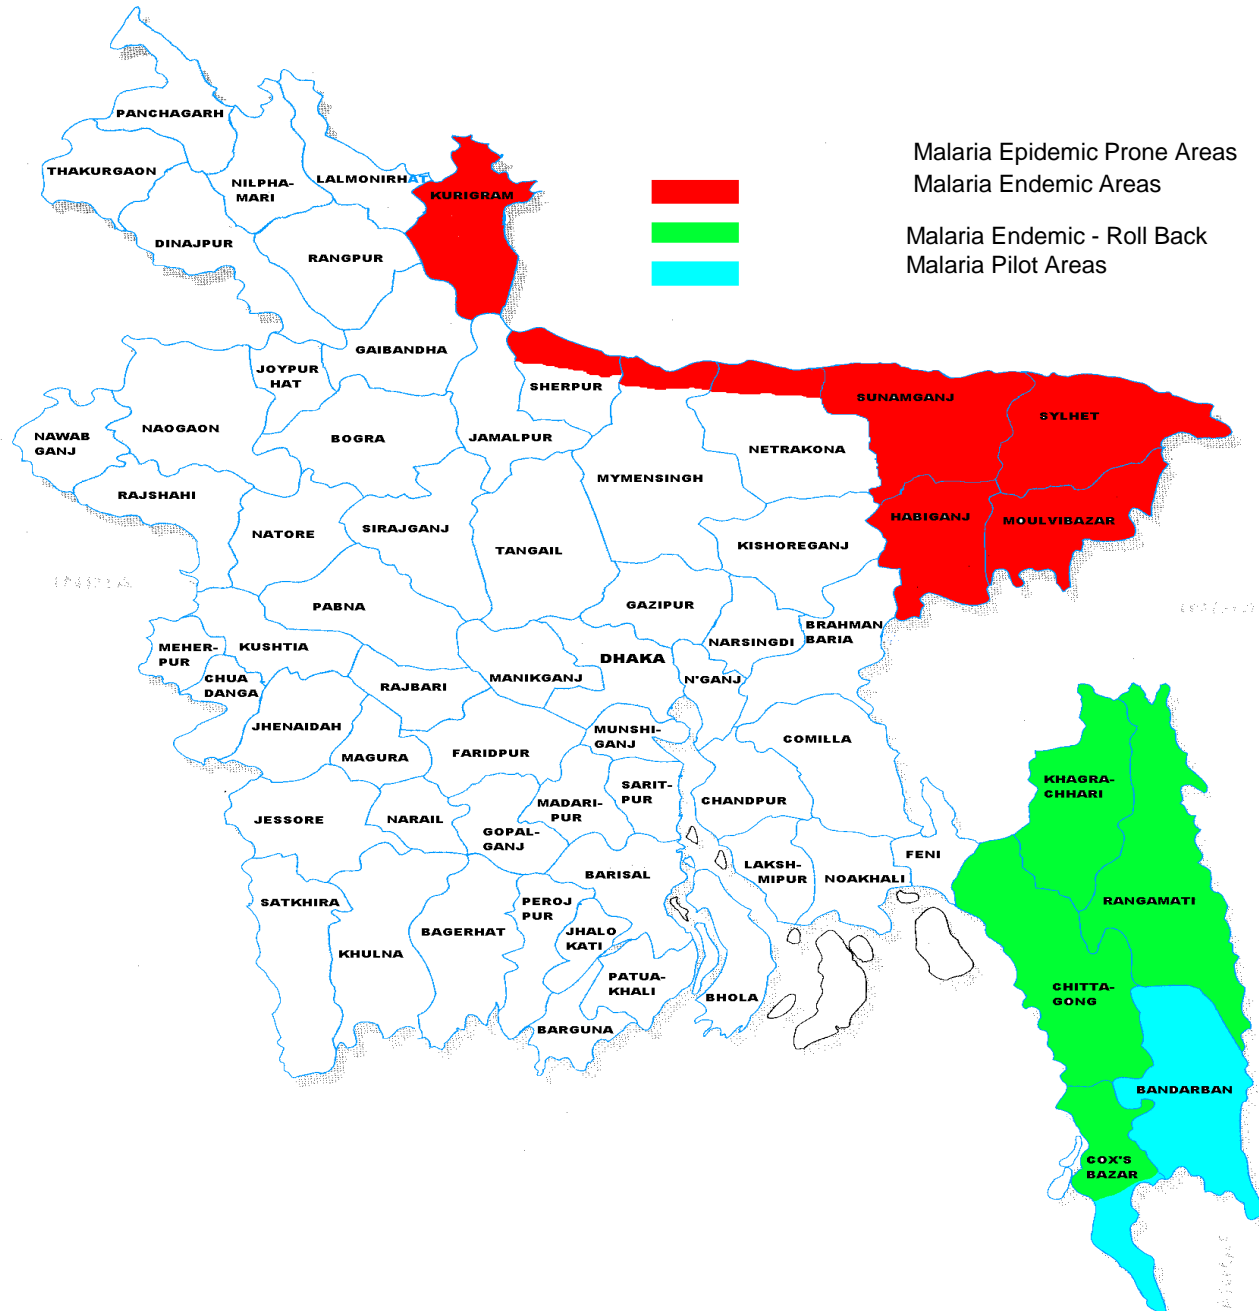 PANCHAGARH
Malaria Epidemic Prone Areas
THAKURGAON
NILPHA-
MARI
LALMONIRHAT
KURIGRAM
Malaria Endemic Areas
DINAJPUR
RANGPUR
Malaria Endemic - Roll Back
Malaria Pilot Areas
GAIBANDHA
JOYPUR
HAT
SHERPUR
SUNAMGANJ
SYLHET
NAWAB
GANJ
NAOGAON
BOGRA
JAMALPUR
NETRAKONA
MYMENSINGH
RAJSHAHI
HABIGANJ
MOULVIBAZAR
NATORE
SIRAJGANJ
TANGAIL
KISHOREGANJ
INDIA
PABNA
GAZIPUR
BRAHMAN
BARIA
MEHER-
PUR
KUSHTIA
DHAKA
NARSINGDI
CHUA
DANGA
RAJBARI
MANIKGANJ
N'GANJ
JHENAIDAH
MAGURA
FARIDPUR
MUNSHI-
GANJ
COMILLA
KHAGRA-
CHHARI
JESSORE
NARAIL
GOPAL-
GANJ
MADARI-
PUR
SARIT-
PUR
CHANDPUR
SATKHIRA
BARISAL
LAKSH-
MIPUR
NOAKHALI
FENI
RANGAMATI
KHULNA
BAGERHAT
PEROJ
PUR
JHALO
KATI
PATUA-
KHALI
BHOLA
CHITTA-
GONG
BARGUNA
BANDARBAN
COX'S
BAZAR